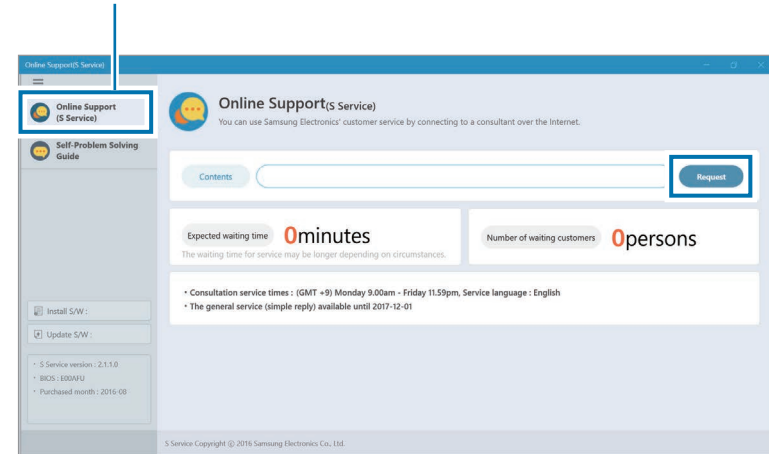 Online Support(S Service)
Online Support
(S Service)
Self-Problem Solving
Guide
Install S/W :
Update S/W :
• S Service version : 2.1.1.0
• BIOS : E00AFU
• Purchased month : 2016-08
Online Support(S Service)
You can use Samsung Electronics' customer service by connecting to a consultant over the Internet.
Contents
Request
Expected waiting time 0minutes
The waiting time for service may be longer depending on circumstances.
Number of waiting customers 0persons
• Consultation service times : (GMT +9) Monday 9.00am - Friday 11.59pm, Service language : English
• The general service (simple reply) available until 2017-12-01
S Service Copyright ⓒ 2016 Samsung Electronics Co., Ltd.